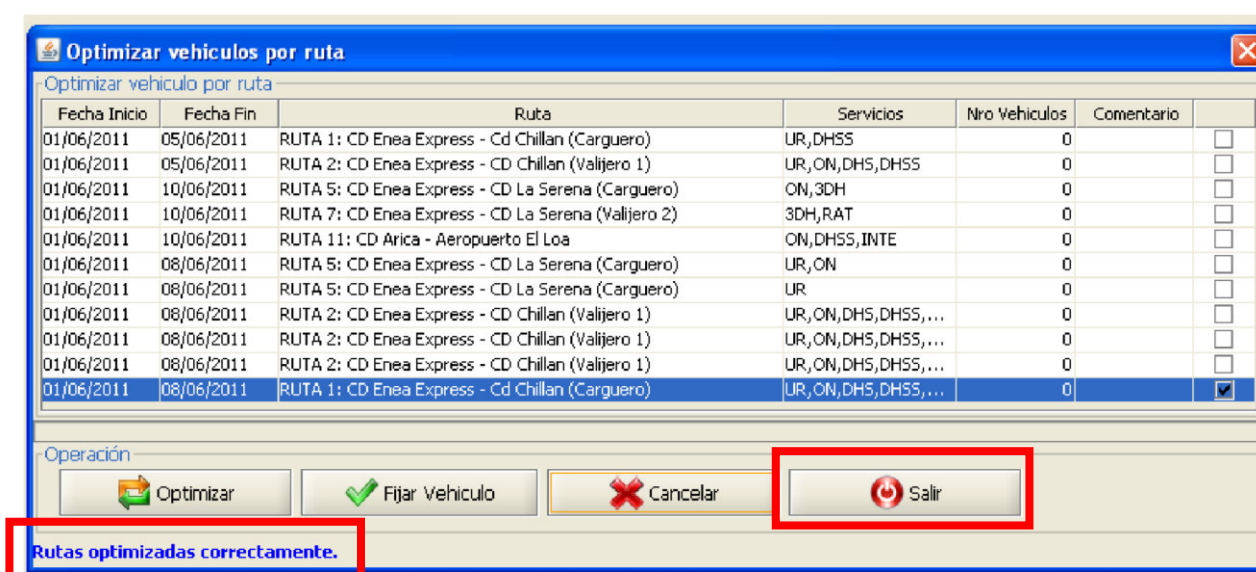 Optimizar vehiculos por ruta
Optimizar vehiculo por ruta
Fecha Inicio Fecha Fin Ruta Servicios Nro Vehiculos Comentario
01/06/2011 05/06/2011 RUTA 1: CD Enea Express - Cd Chillan (Carguero) UR,DHSS 0
01/06/2011 05/06/2011 RUTA 2: CD Enea Express - CD Chillan (Valijero 1) UR,ON,DHS,DHSS 0
01/06/2011 10/06/2011 RUTA 5: CD Enea Express - CD La Serena (Carguero) ON,3DH 0
01/06/2011 10/06/2011 RUTA 7: CD Enea Express - CD La Serena (Valijero 2) 3DH,RAT 0
01/06/2011 10/06/2011 RUTA 11: CD Arica - Aeropuerto El Loa ON,DHSS,INTE 0
01/06/2011 08/06/2011 RUTA 5: CD Enea Express - CD La Serena (Carguero) UR,ON 0
01/06/2011 08/06/2011 RUTA 5: CD Enea Express - CD La Serena (Carguero) UR 0
01/06/2011 08/06/2011 RUTA 2: CD Enea Express - CD Chillan (Valijero 1) UR,ON,DHS,DHSS,... 0
01/06/2011 08/06/2011 RUTA 2: CD Enea Express - CD Chillan (Valijero 1) UR,ON,DHS,DHSS,... 0
01/06/2011 08/06/2011 RUTA 2: CD Enea Express - CD Chillan (Valijero 1) UR,ON,DHS,DHSS,... 0
01/06/2011 08/06/2011 RUTA 1: CD Enea Express - Cd Chillan (Carguero) UR,ON,DHS,DHSS,... 0
Operación
Optimizar Fijar Vehiculo Cancelar Salir
Rutas optimizadas correctamente.